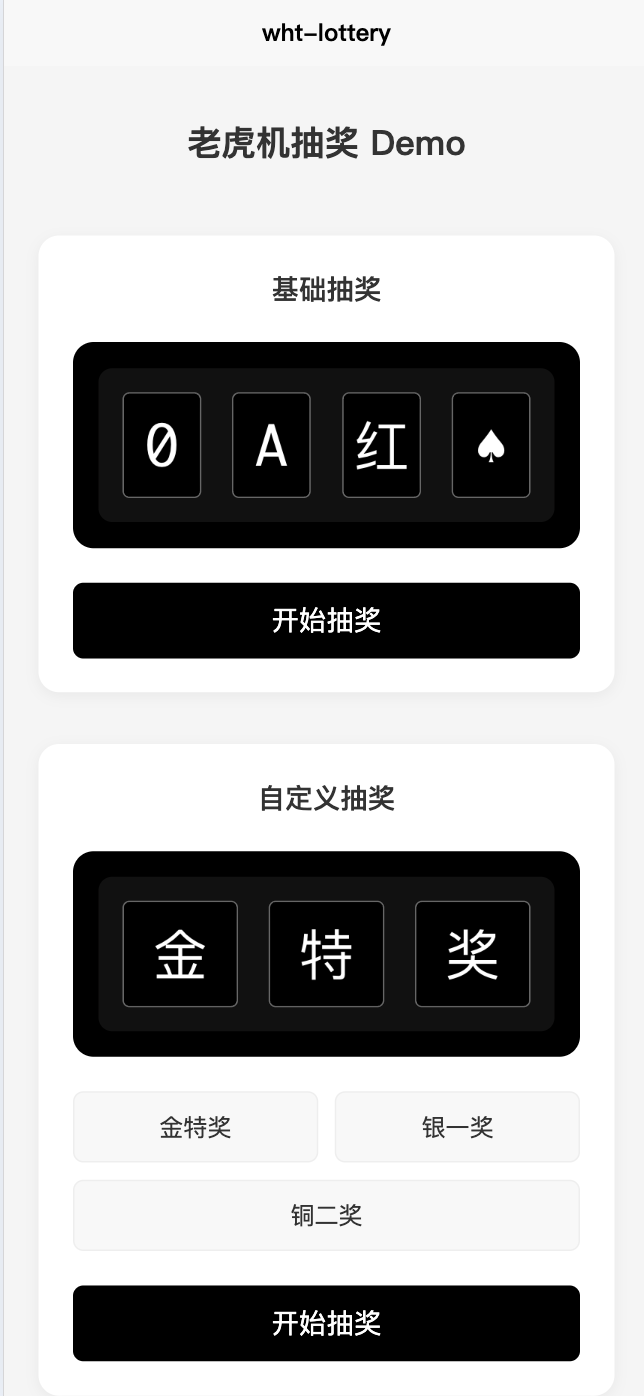 wht-lottery
老虎机抽奖 Demo
基础抽奖
0 A 红 ♠
开始抽奖
自定义抽奖
金 特 奖
金特奖 银一奖
铜二奖
开始抽奖